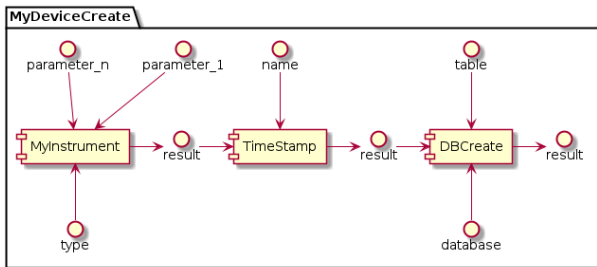 MyDeviceCreate
parameter_n
parameter_1
name
table
MyInstrument
result
TimeStamp
result
DBCreate
result
type
database